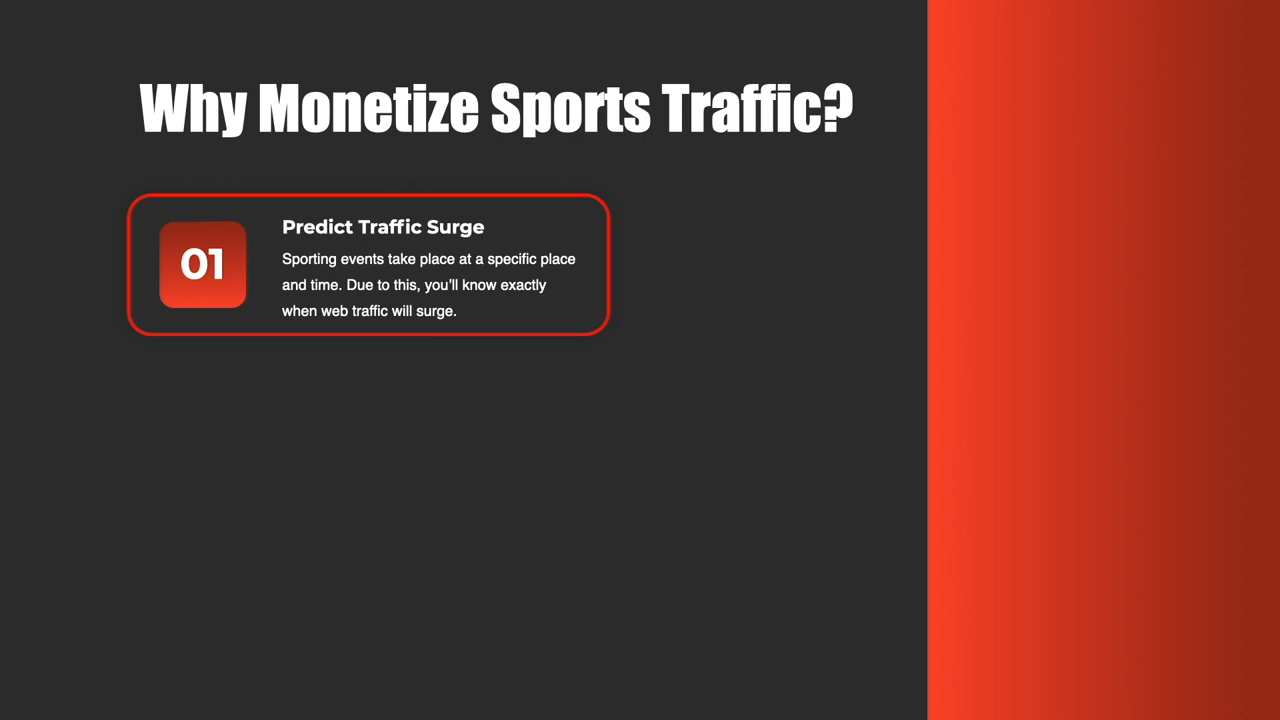 Why Monetize Sports Traffic?
01
Predict Traffic Surge
Sporting events take place at a specific place
and time. Due to this, you’ll know exactly
when web traffic will surge.